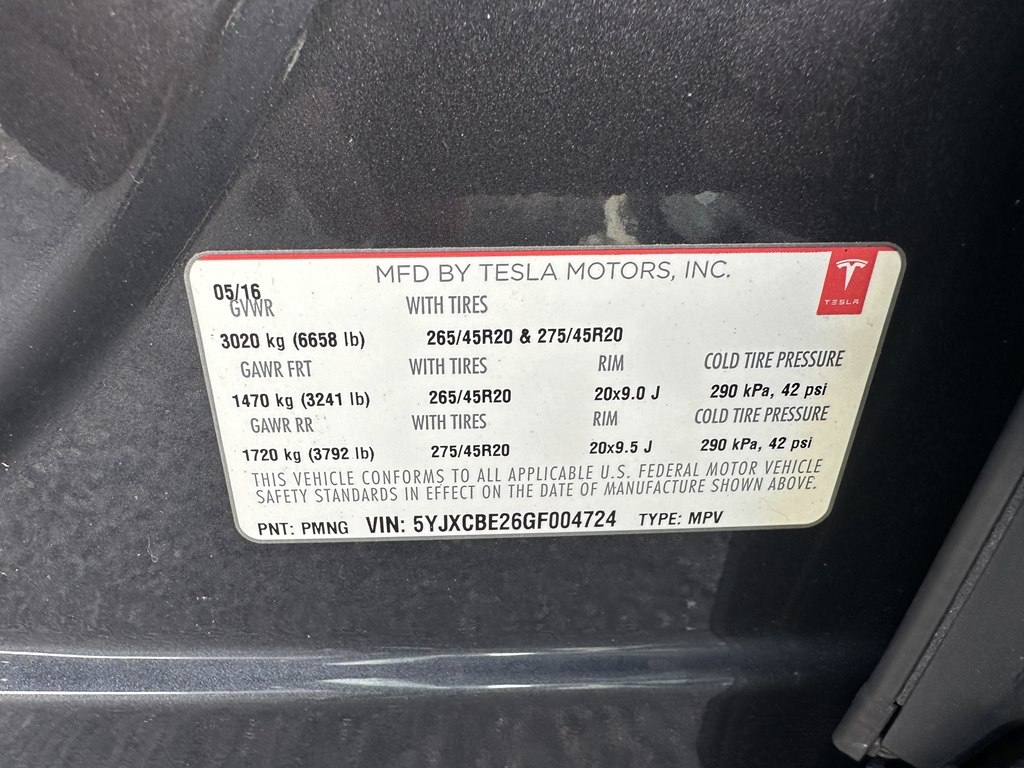 MFD BY TESLA MOTORS, INC.
TESLA
05/16
GVWR WITH TIRES
3020 kg (6658 lb) 265/45R20 & 275/45R20
GAWR FRT WITH TIRES RIM COLD TIRE PRESSURE
1470 kg (3241 lb) 265/45R20 20x9.0 J 290 kPa, 42 psi
GAWR RR WITH TIRES RIM COLD TIRE PRESSURE
1720 kg (3792 lb) 275/45R20 20x9.5 J 290 kPa, 42 psi
THIS VEHICLE CONFORMS TO ALL APPLICABLE U.S. FEDERAL MOTOR VEHICLE
SAFETY STANDARDS IN EFFECT ON THE DATE OF MANUFACTURE SHOWN ABOVE.
PNT: PMNG VIN: 5YJXCBE26GF004724 TYPE: MPV